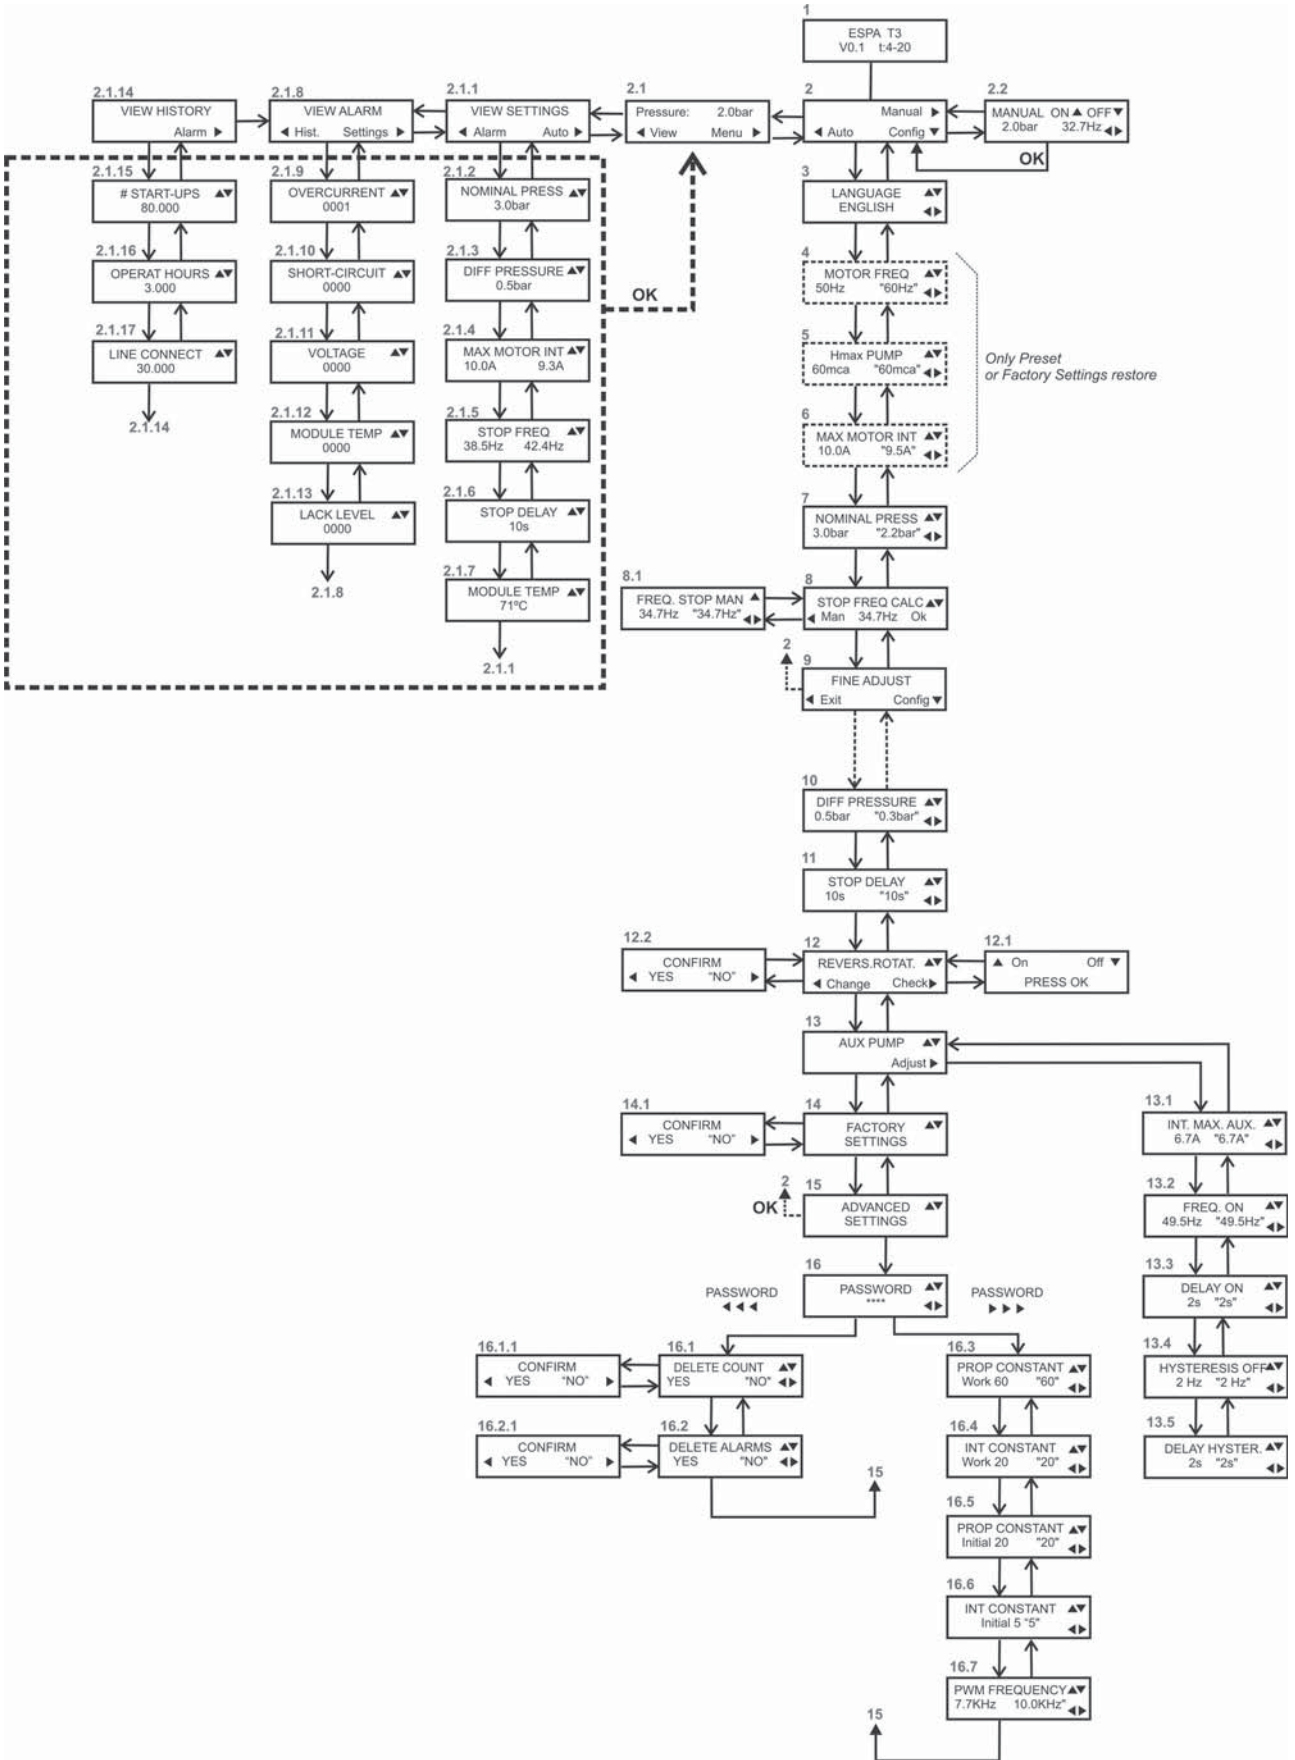 1
ESPA T3
V0.1 t:4-20
2.1.14
VIEW HISTORY
Alarm ▶
2.1.8
VIEW ALARM
◀ Hist. Settings ▶
2.1.1
VIEW SETTINGS
◀ Alarm Auto ▶
2.1
Pressure: 2.0bar
◀ View Menu ▶
2
Manual ▶
◀ Auto Config ▼
2.2
MANUAL ON ▲ OFF ▼
2.0bar 32.7Hz ◀▶
OK
2.1.15
# START-UPS ▲▼
80.000
2.1.16
OPERAT HOURS ▲▼
3.000
2.1.17
LINE CONNECT ▲▼
30.000
2.1.14
2.1.9
OVERCURRENT ▲▼
0001
2.1.10
SHORT-CIRCUIT ▲▼
0000
2.1.11
VOLTAGE ▲▼
0000
2.1.12
MODULE TEMP ▲▼
0000
2.1.13
LACK LEVEL ▲▼
0000
2.1.8
2.1.2
NOMINAL PRESS ▲▼
3.0bar
2.1.3
DIFF PRESSURE ▲▼
0.5bar
2.1.4
MAX MOTOR INT ▲▼
10.0A 9.3A
2.1.5
STOP FREQ ▲▼
38.5Hz 42.4Hz
2.1.6
STOP DELAY ▲▼
10s
2.1.7
MODULE TEMP ▲▼
71ºC
2.1.1
OK
3
LANGUAGE ▲▼
ENGLISH ◀▶
4
MOTOR FREQ ▲▼
50Hz "60Hz" ◀▶
5
Hmax PUMP ▲▼
60mca "60mca" ◀▶
6
MAX MOTOR INT ▲▼
10.0A "9.5A" ◀▶
Only Preset
or Factory Settings restore
7
NOMINAL PRESS ▲▼
3.0bar "2.2bar" ◀▶
8.1
FREQ. STOP MAN ▲
34.7Hz "34.7Hz" ◀▶
8
STOP FREQ CALC ▲▼
◀ Man 34.7Hz Ok
2
9
FINE ADJUST
◀ Exit Config ▼
10
DIFF PRESSURE ▲▼
0.5bar "0.3bar" ◀▶
11
STOP DELAY ▲▼
10s "10s" ◀▶
12.2
CONFIRM
◀ YES "NO" ▶
12
REVERS.ROTAT. ▲▼
◀ Change Check▶
12.1
▲ On Off ▼
PRESS OK
13
AUX PUMP ▲▼
Adjust ▶
14.1
CONFIRM
◀ YES "NO" ▶
14
FACTORY ▲▼
SETTINGS
2
OK
15
ADVANCED ▲▼
SETTINGS
13.1
INT. MAX. AUX. ▲▼
6.7A "6.7A" ◀▶
13.2
FREQ. ON ▲▼
49.5Hz "49.5Hz" ◀▶
13.3
DELAY ON ▲▼
2s "2s" ◀▶
13.4
HYSTERESIS OFF ▲▼
2 Hz "2 Hz" ◀▶
13.5
DELAY HYSTER. ▲▼
2s "2s" ◀▶
16
PASSWORD ▲▼
**** ◀▶
PASSWORD
◀ ◀ ◀
PASSWORD
▶ ▶ ▶
16.1.1
CONFIRM
◀ YES "NO" ▶
16.1
DELETE COUNT ▲▼
YES "NO" ◀▶
16.2.1
CONFIRM
◀ YES "NO" ▶
16.2
DELETE ALARMS ▲▼
YES "NO" ◀▶
15
16.3
PROP CONSTANT ▲▼
Work 60 "60" ◀▶
16.4
INT CONSTANT ▲▼
Work 20 "20" ◀▶
16.5
PROP CONSTANT ▲▼
Initial 20 "20" ◀▶
16.6
INT CONSTANT ▲▼
Initial 5 "5" ◀▶
16.7
PWM FREQUENCY ▲▼
7.7KHz 10.0KHz" ◀▶
15